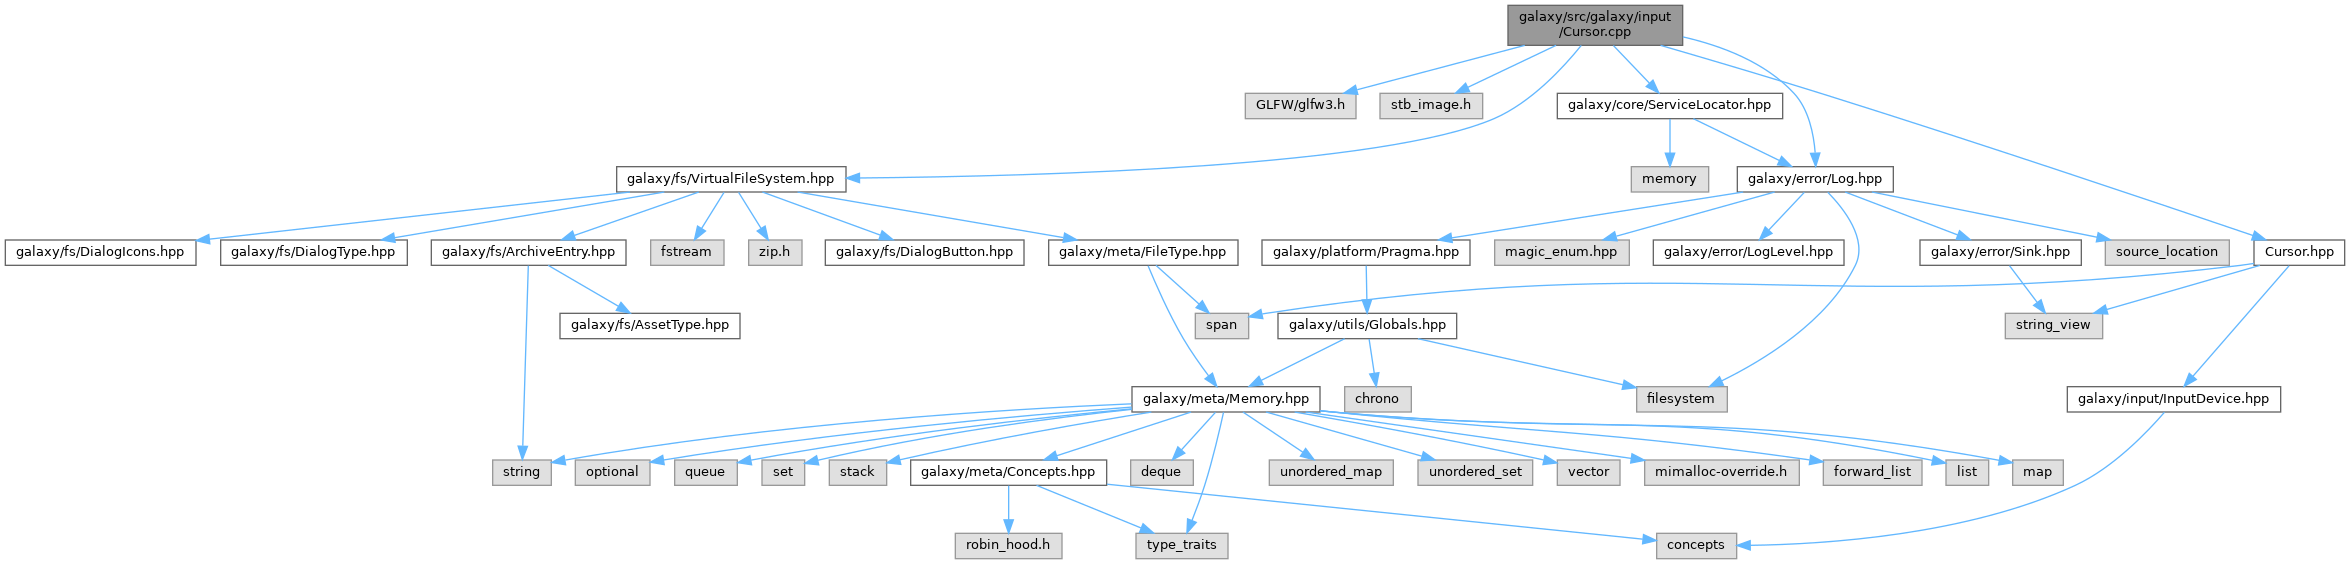 galaxy/src/galaxy/input
/Cursor.cpp
GLFW/glfw3.h
stb_image.h
galaxy/core/ServiceLocator.hpp
galaxy/fs/VirtualFileSystem.hpp
memory
galaxy/error/Log.hpp
galaxy/fs/DialogIcons.hpp
galaxy/fs/DialogType.hpp
galaxy/fs/ArchiveEntry.hpp
fstream
zip.h
galaxy/fs/DialogButton.hpp
galaxy/meta/FileType.hpp
galaxy/platform/Pragma.hpp
magic_enum.hpp
galaxy/error/LogLevel.hpp
galaxy/error/Sink.hpp
source_location
Cursor.hpp
galaxy/fs/AssetType.hpp
span
galaxy/utils/Globals.hpp
string_view
galaxy/meta/Memory.hpp
chrono
filesystem
galaxy/input/InputDevice.hpp
string
optional
queue
set
stack
galaxy/meta/Concepts.hpp
deque
unordered_map
unordered_set
vector
mimalloc-override.h
forward_list
list
map
robin_hood.h
type_traits
concepts